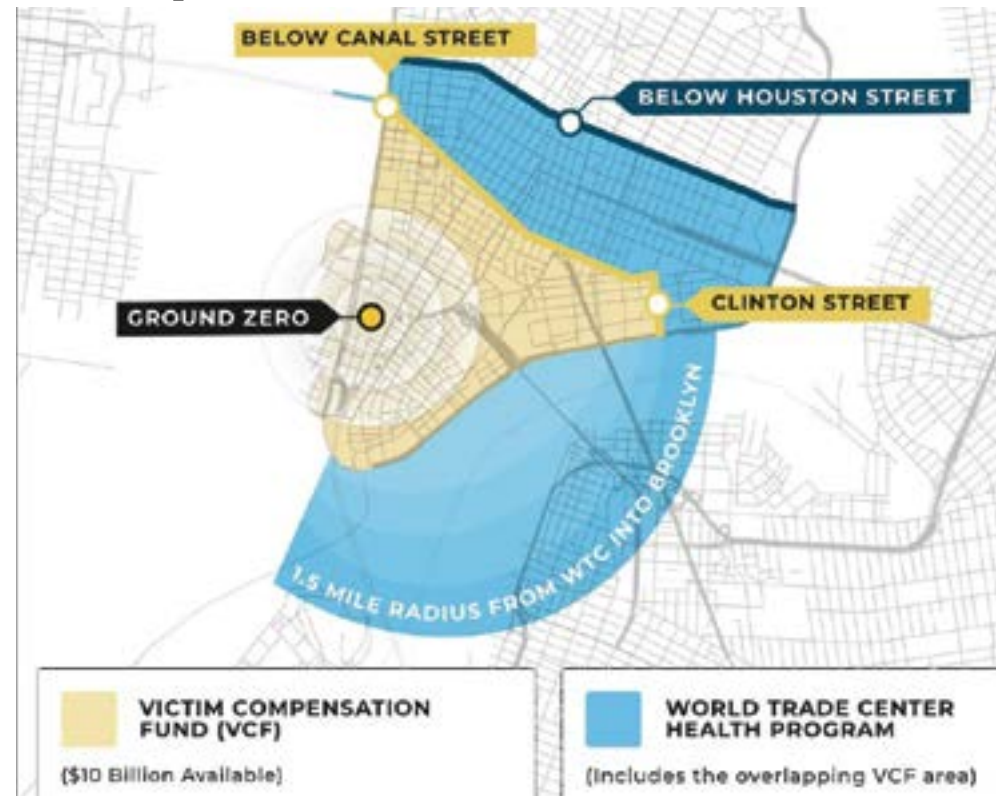 BELOW CANAL STREET
BELOW HOUSTON STREET
GROUND ZERO
CLINTON STREET
1.5 MILE RADIUS FROM WTC INTO BROOKLYN
VICTIM COMPENSATION
FUND (VCF)
($10 Billion Available)
WORLD TRADE CENTER
HEALTH PROGRAM
(Includes the overlapping VCF area)